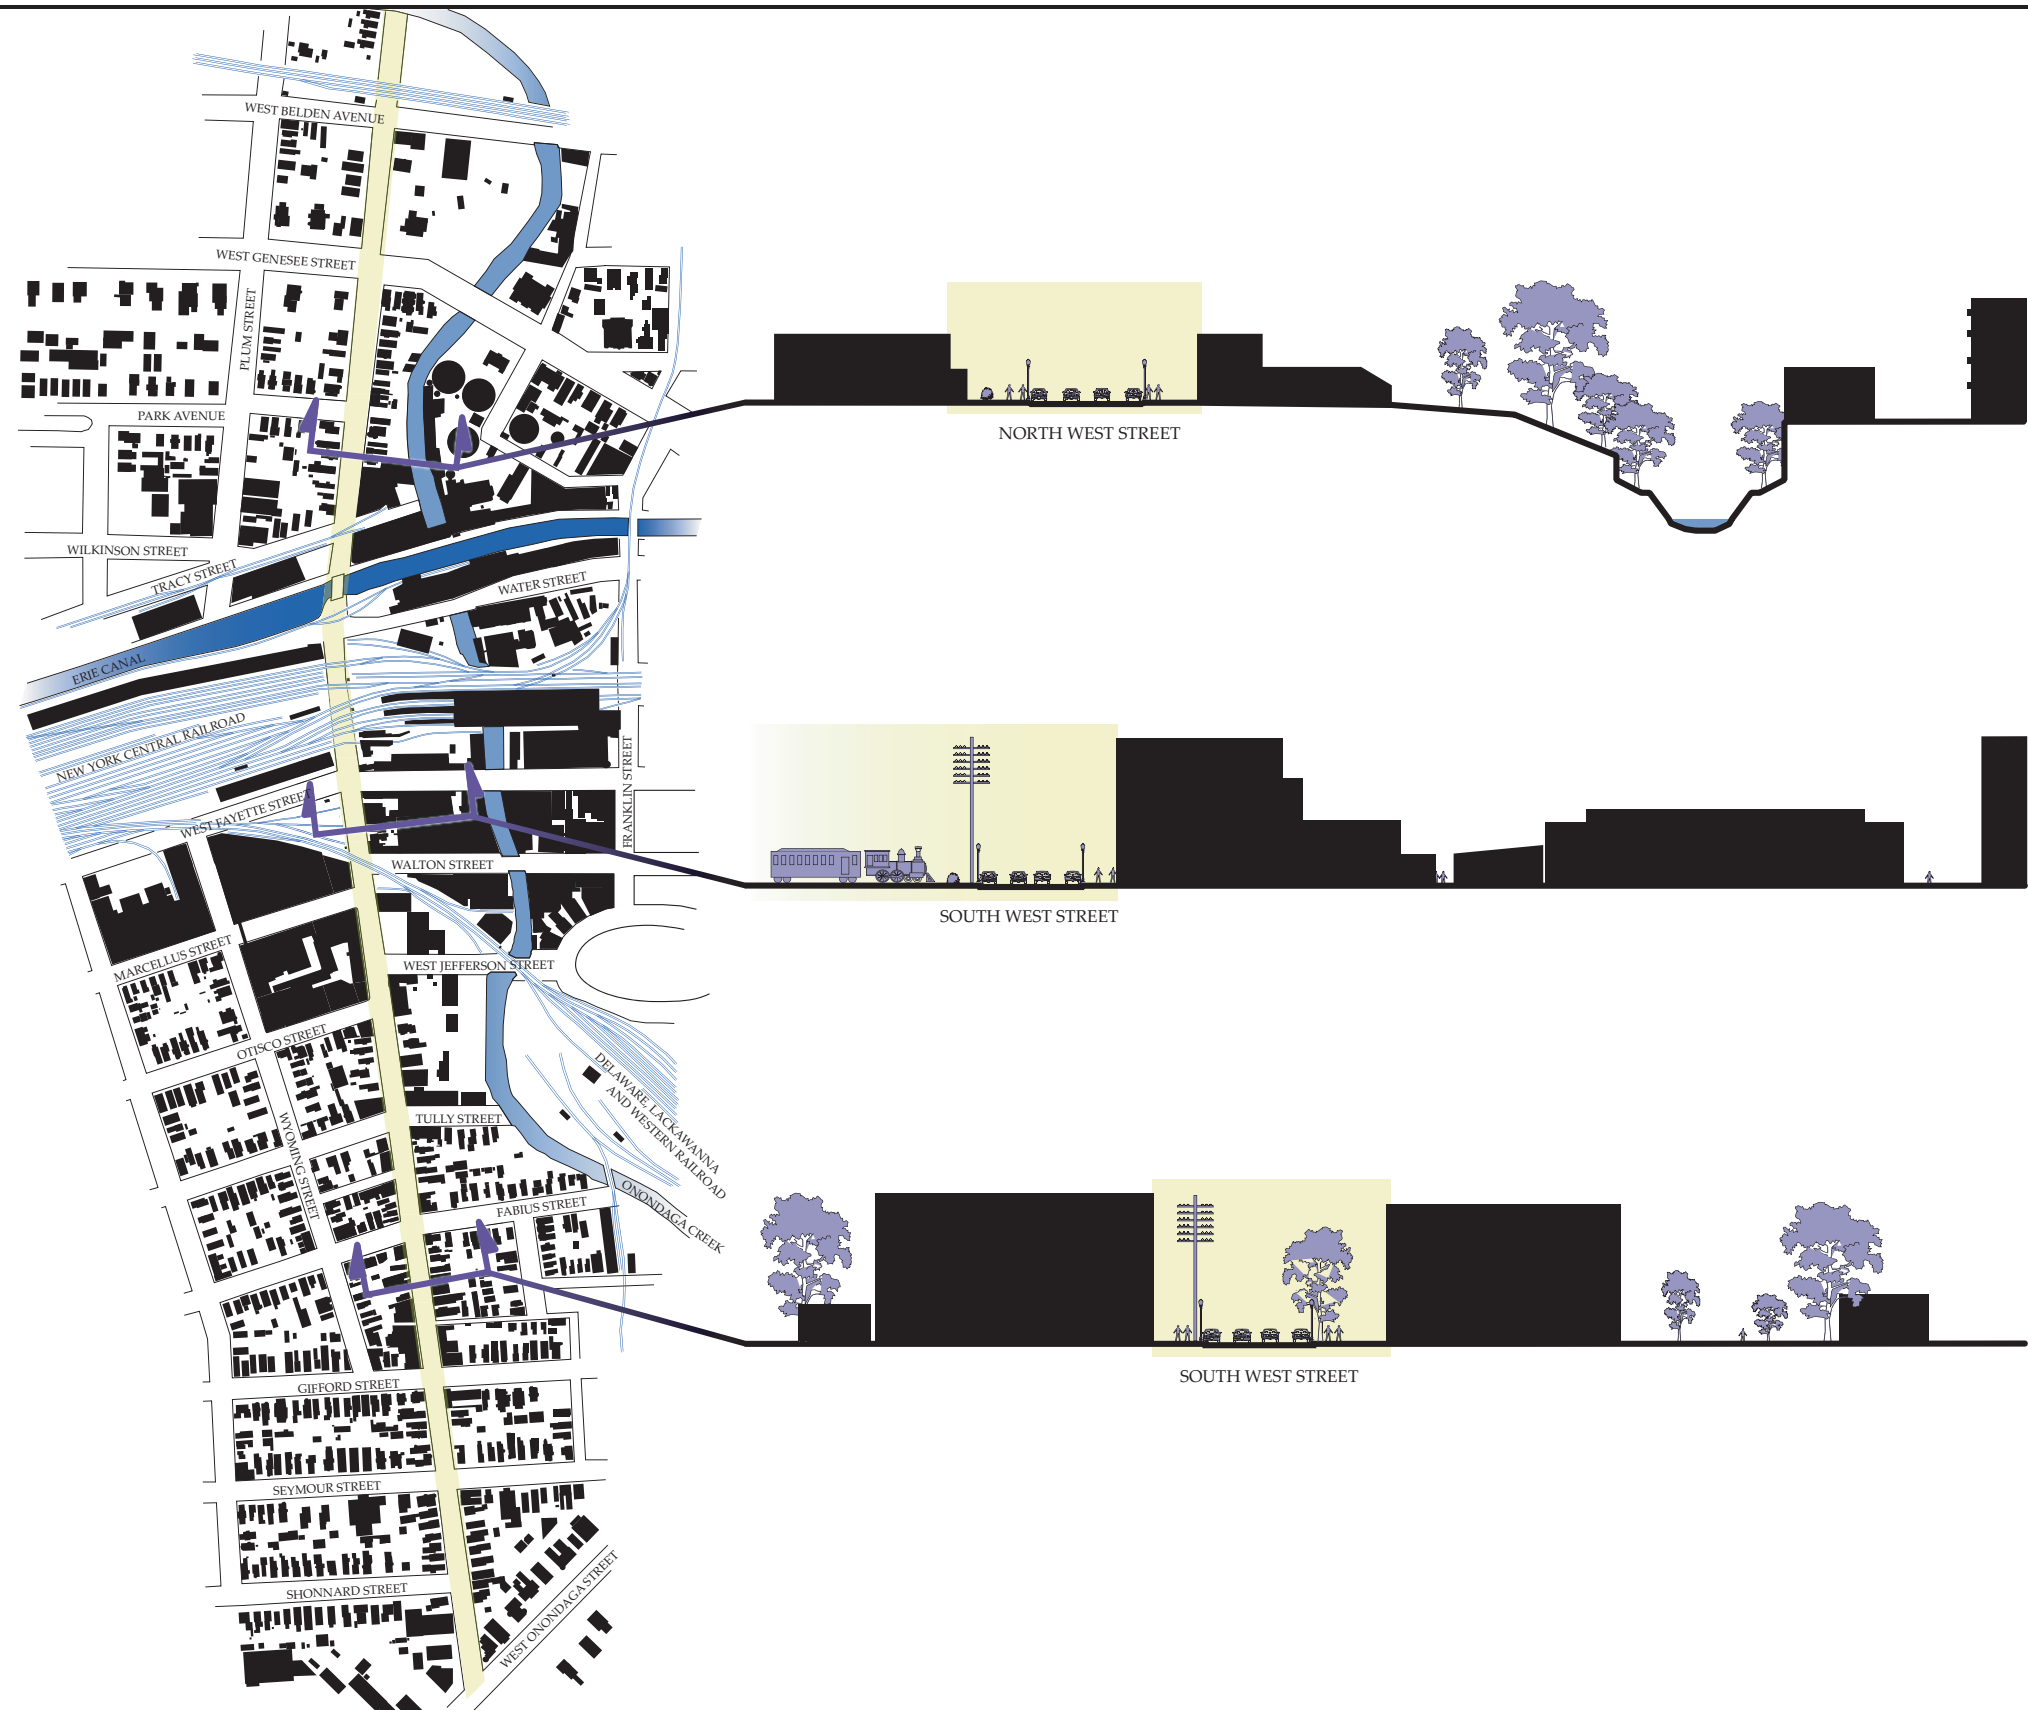 WEST BELDEN AVENUE
WEST GENESEE STREET
PLUM STREET
PARK AVENUE
NORTH WEST STREET
WILKINSON STREET
TRACY STREET
WATER STREET
ERIE CANAL
NEW YORK CENTRAL RAILROAD
FRANKLIN STREET
WEST FAYETTE STREET
WALTON STREET
SOUTH WEST STREET
MARCELLUS STREET
WEST JEFFERSON STREET
OTISCO STREET
DELAWARE, LACKAWANNA
AND WESTERN RAILROAD
WYOMING STREET
TULLY STREET
ONONDAGA CREEK
FABIUS STREET
SOUTH WEST STREET
GIFFORD STREET
SEYMOUR STREET
SHONNARD STREET
WEST ONONDAGA STREET